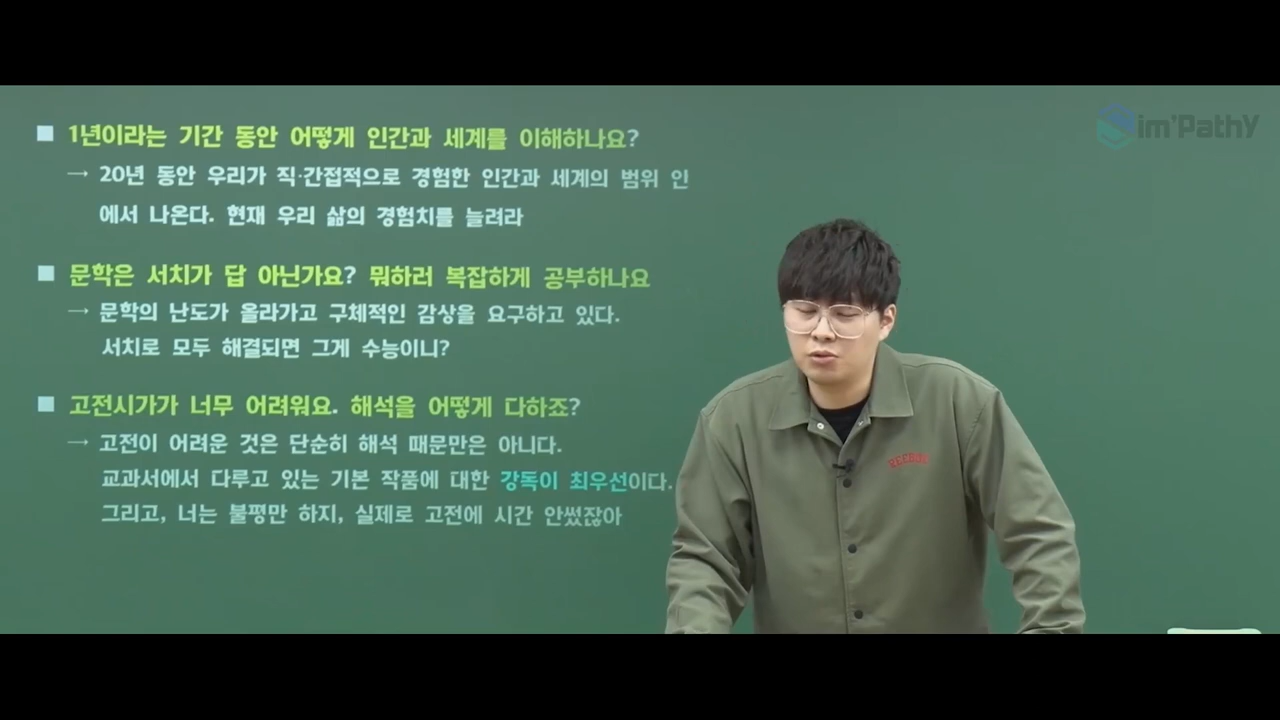 im'PathY
■ 1년이라는 기간 동안 어떻게 인간과 세계를 이해하나요?
→ 20년 동안 우리가 직·간접적으로 경험한 인간과 세계의 범위 인
에서 나온다. 현재 우리 삶의 경험치를 늘려라
■ 문학은 서치가 답 아닌가요? 뭐하러 복잡하게 공부하나요
→ 문학의 난도가 올라가고 구체적인 감상을 요구하고 있다.
서치로 모두 해결되면 그게 수능이니?
■ 고전시가가 너무 어려워요. 해석을 어떻게 다하죠?
→ 고전이 어려운 것은 단순히 해석 때문만은 아니다.
교과서에서 다루고 있는 기본 작품에 대한 강독이 최우선이다.
그리고, 너는 불평만 하지, 실제로 고전에 시간 안썼잖아